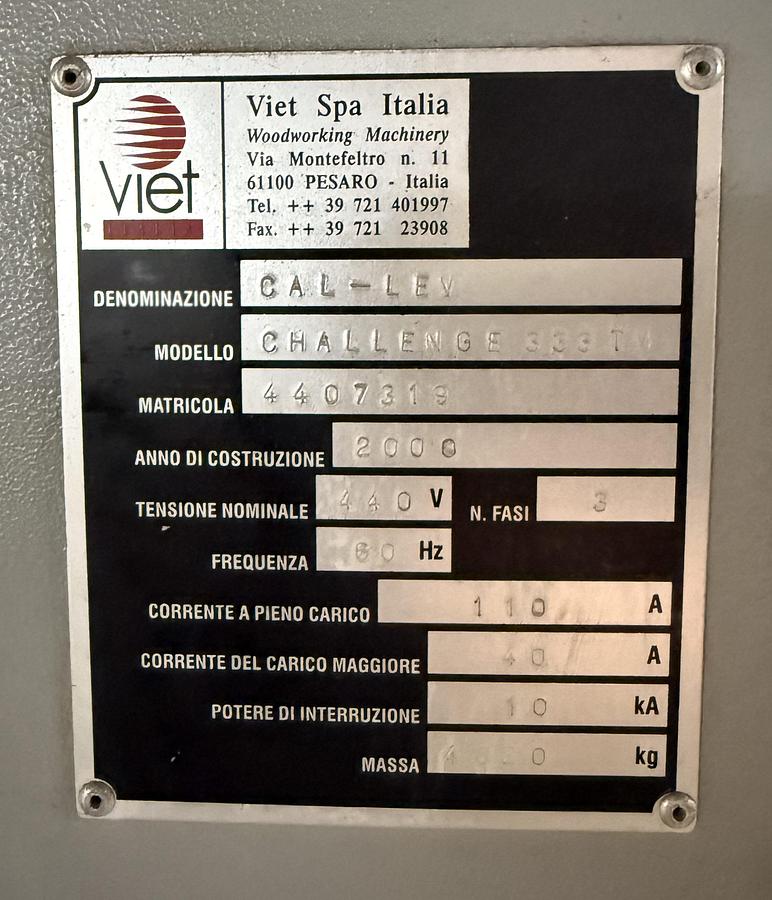 viet
ITALIA
Viet Spa Italia
Woodworking Machinery
Via Montefeltro n. 11
61100 PESARO - Italia
Tel. ++ 39 721 401997
Fax. ++ 39 721 23908
DENOMINAZIONE CAL-LEV
MODELLO CHALLENGE 333
MATRICOLA 4407319
ANNO DI COSTRUZIONE 2000
TENSIONE NOMINALE 440 V N. FASI 3
FREQUENZA 60 Hz
CORRENTE A PIENO CARICO 110 A
CORRENTE DEL CARICO MAGGIORE 40 A
POTERE DI INTERRUZIONE 10 kA
MASSA kg